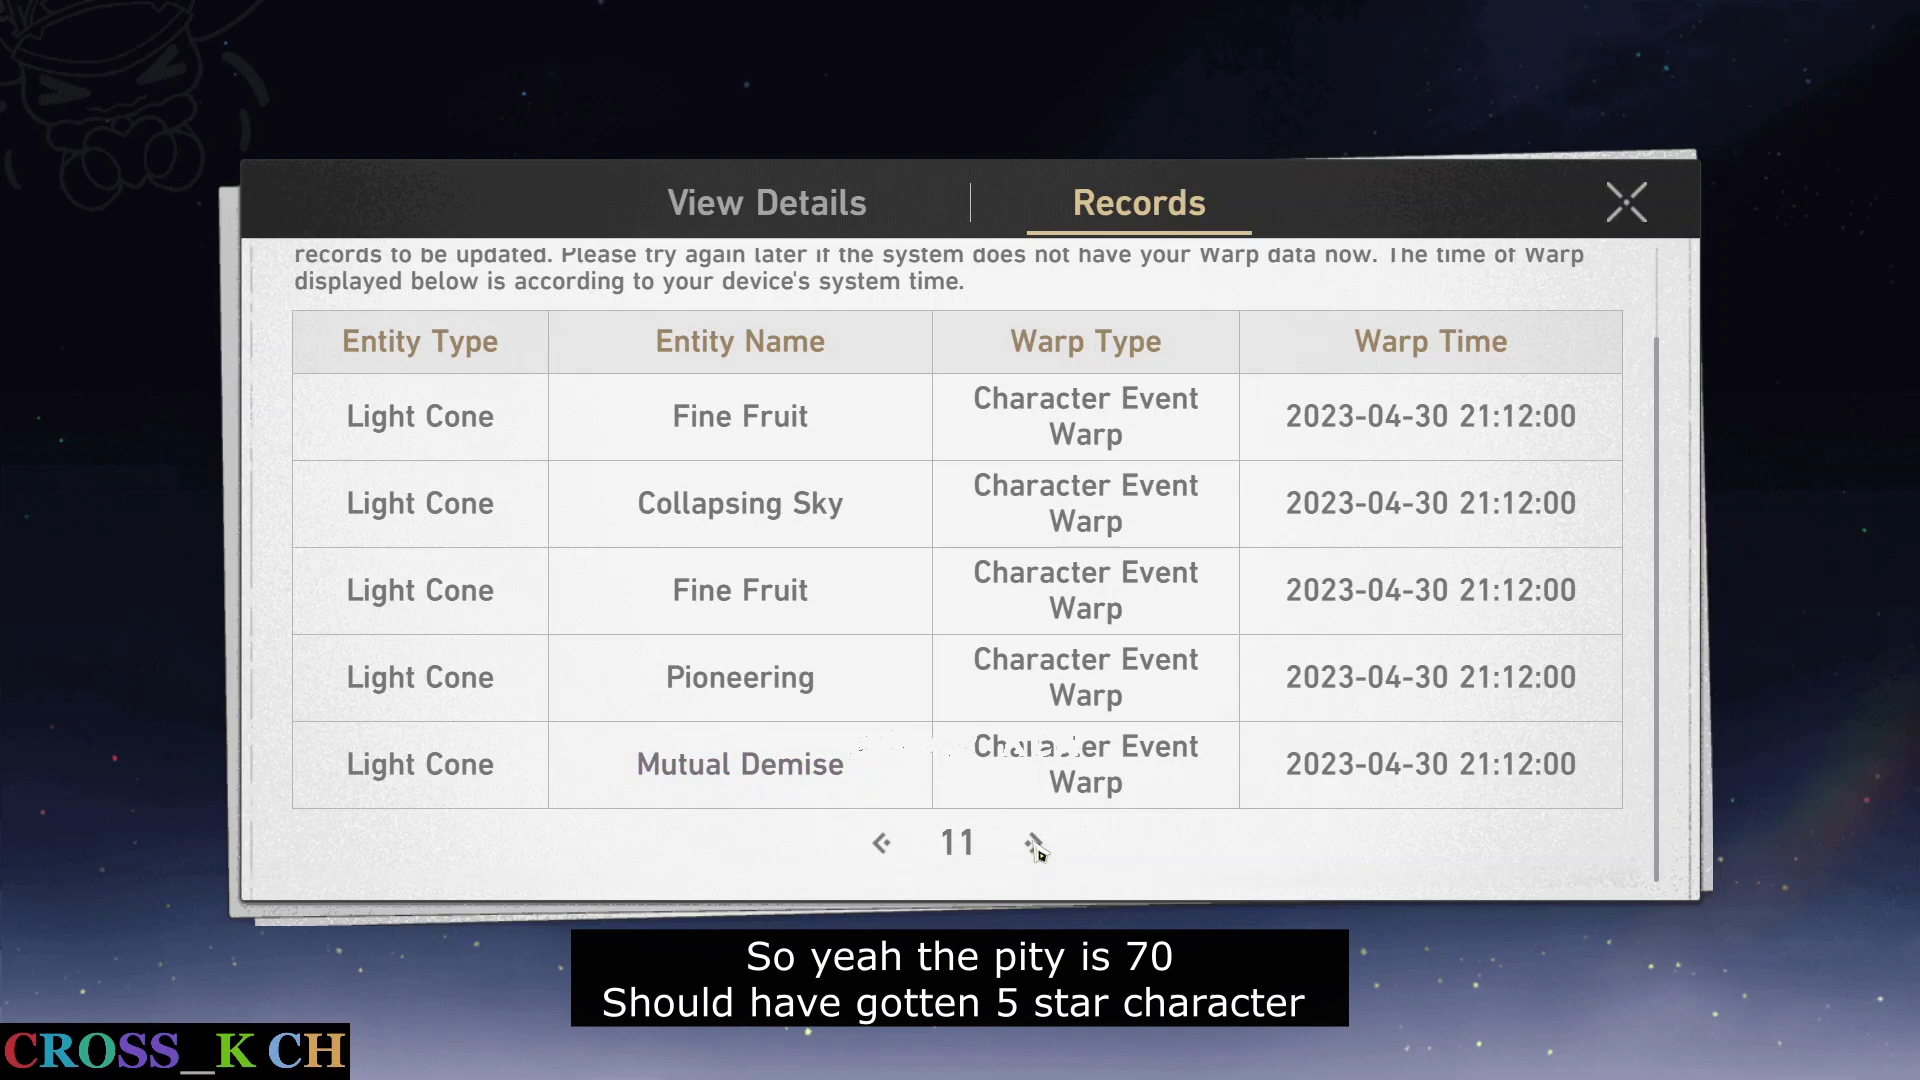 View Details
Records
records to be updated. Please try again later if the system does not have your Warp data now. The time of Warp
displayed below is according to your device's system time.
Entity Type Entity Name Warp Type Warp Time
Light Cone Fine Fruit Character Event Warp 2023-04-30 21:12:00
Light Cone Collapsing Sky Character Event Warp 2023-04-30 21:12:00
Light Cone Fine Fruit Character Event Warp 2023-04-30 21:12:00
Light Cone Pioneering Character Event Warp 2023-04-30 21:12:00
Light Cone Mutual Demise Character Event Warp 2023-04-30 21:12:00
11
So yeah the pity is 70
Should have gotten 5 star character
CROSS_K CH